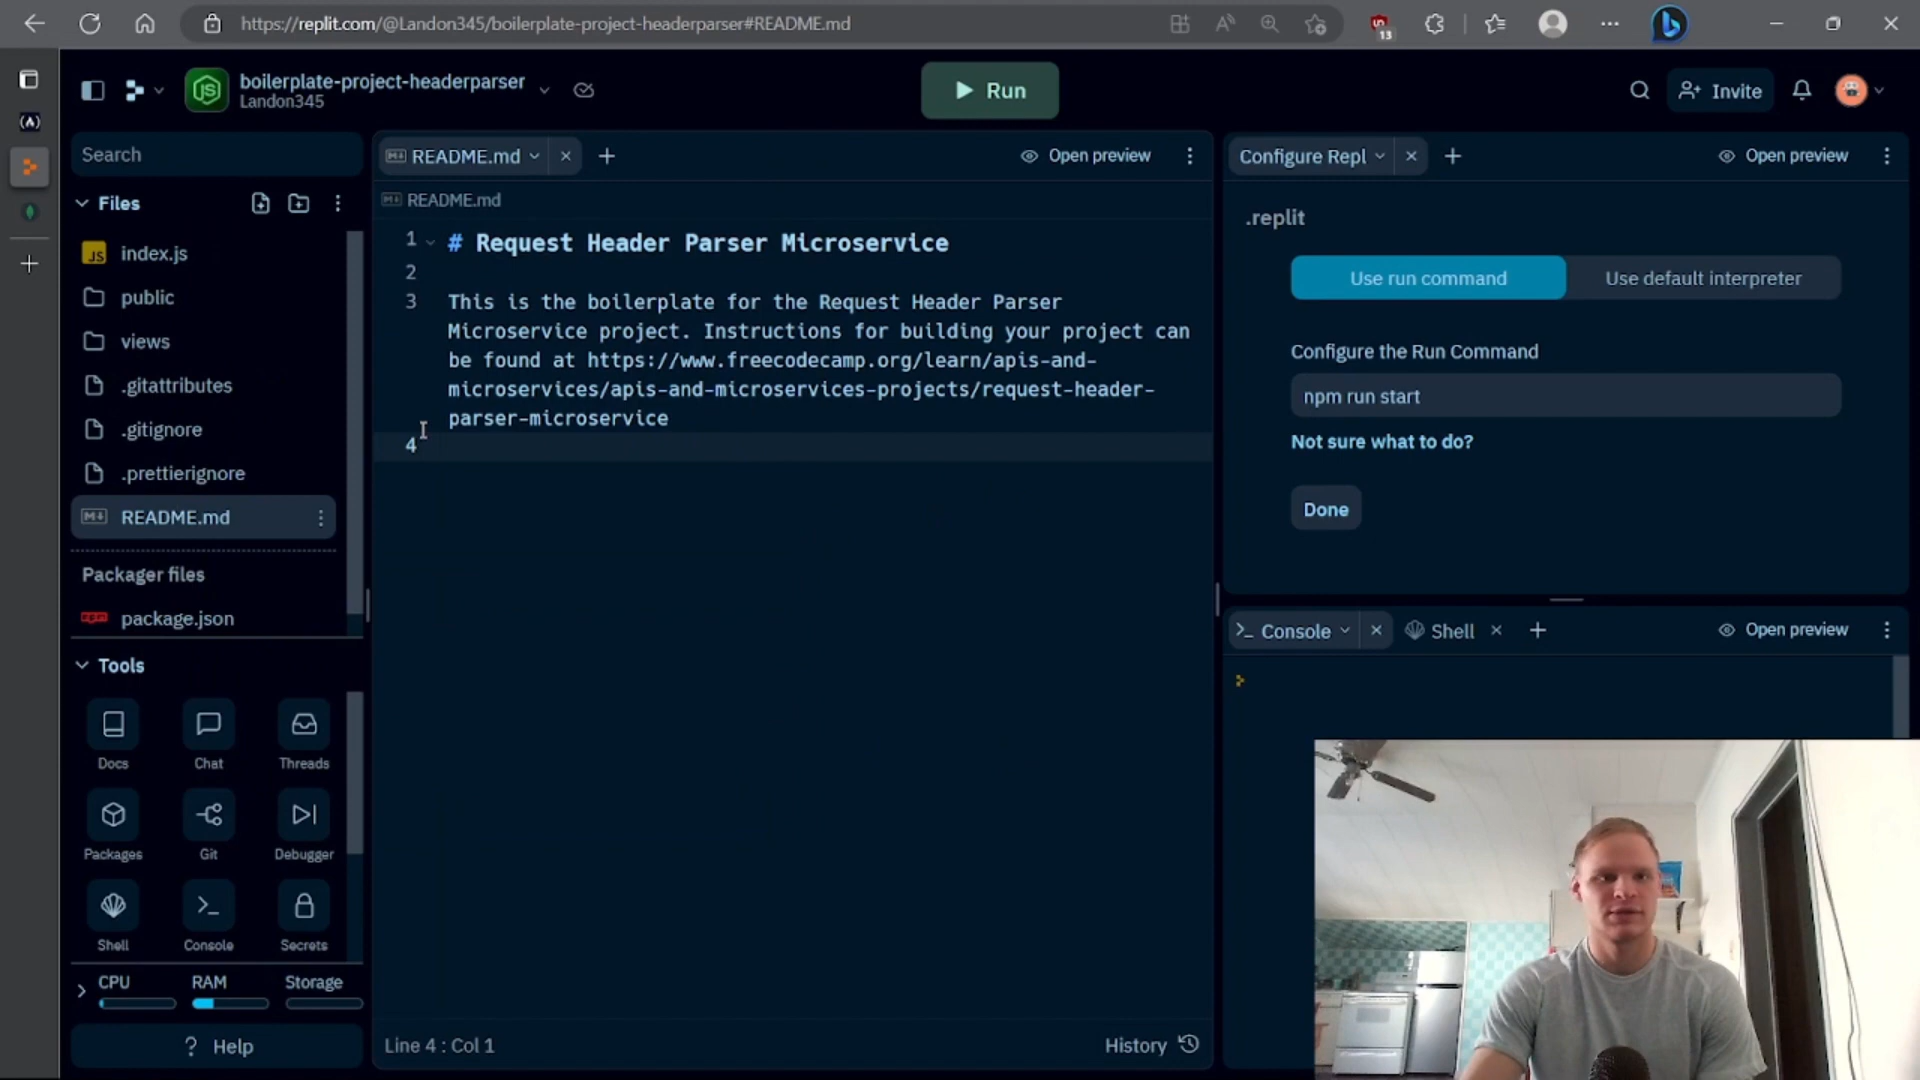 https://replit.com/@Landon345/boilerplate-project-headerparser#README.md
13
JS
boilerplate-project-headerparser
Landon345
Run
Invite
Search
README.md
Open preview
Configure Repl
Open preview
Files
README.md
.replit
JS index.js
public
views
.gitattributes
.gitignore
.prettierignore
README.md
Packager files
package.json
1 # Request Header Parser Microservice
2
3 This is the boilerplate for the Request Header Parser
Microservice project. Instructions for building your project can
be found at https://www.freecodecamp.org/learn/apis-and-
microservices/apis-and-microservices-projects/request-header-
parser-microservice
4
Use run command
Use default interpreter
Configure the Run Command
npm run start
Not sure what to do?
Done
Console
Shell
Open preview
Tools
Docs
Chat
Threads
Packages
Git
Debugger
Shell
Console
Secrets
CPU
RAM
Storage
? Help
Line 4 : Col 1
History